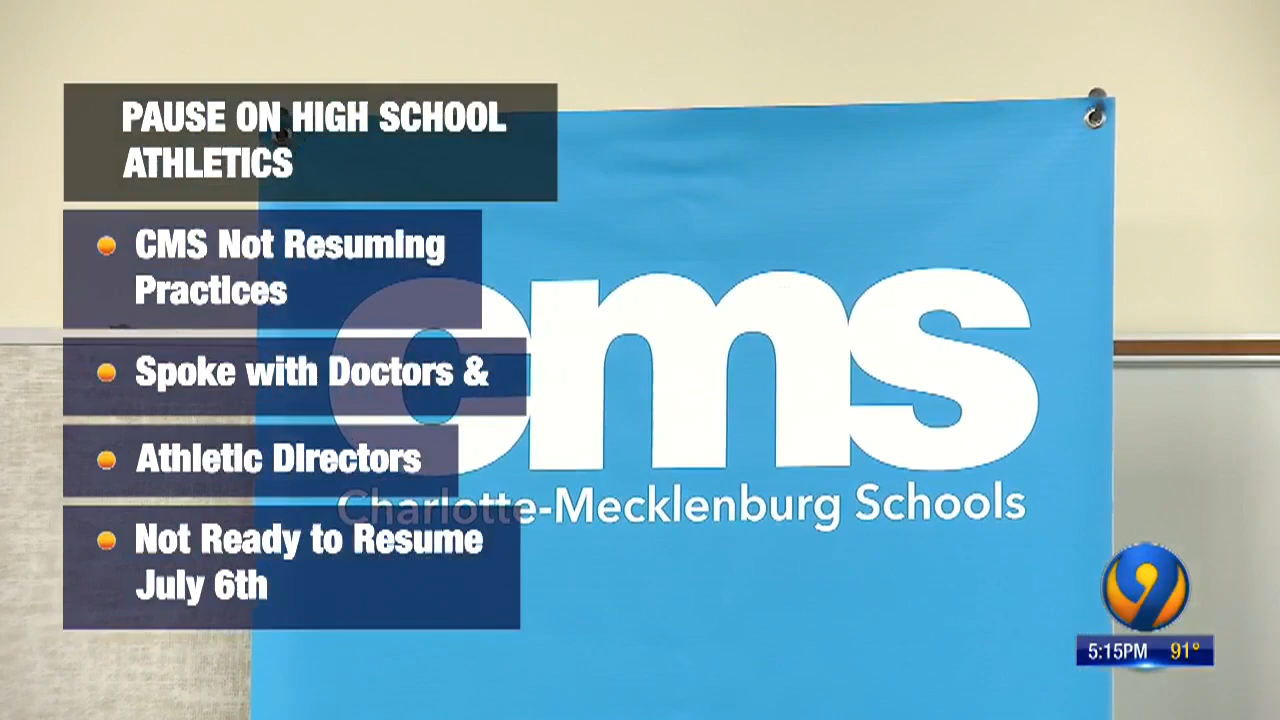 PAUSE ON HIGH SCHOOL
ATHLETICS
CMS Not Resuming
Practices
Spoke with Doctors &
Athletic Directors
Not Ready to Resume
July 6th
cms
Charlotte-Mecklenburg Schools
9
5:15PM 91°